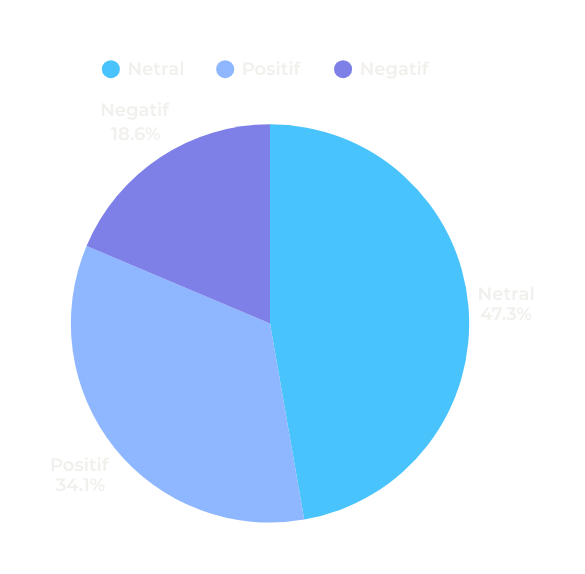 Netral Positif Negatif
Negatif
18.6%
Netral
47.3%
Positif
34.1%